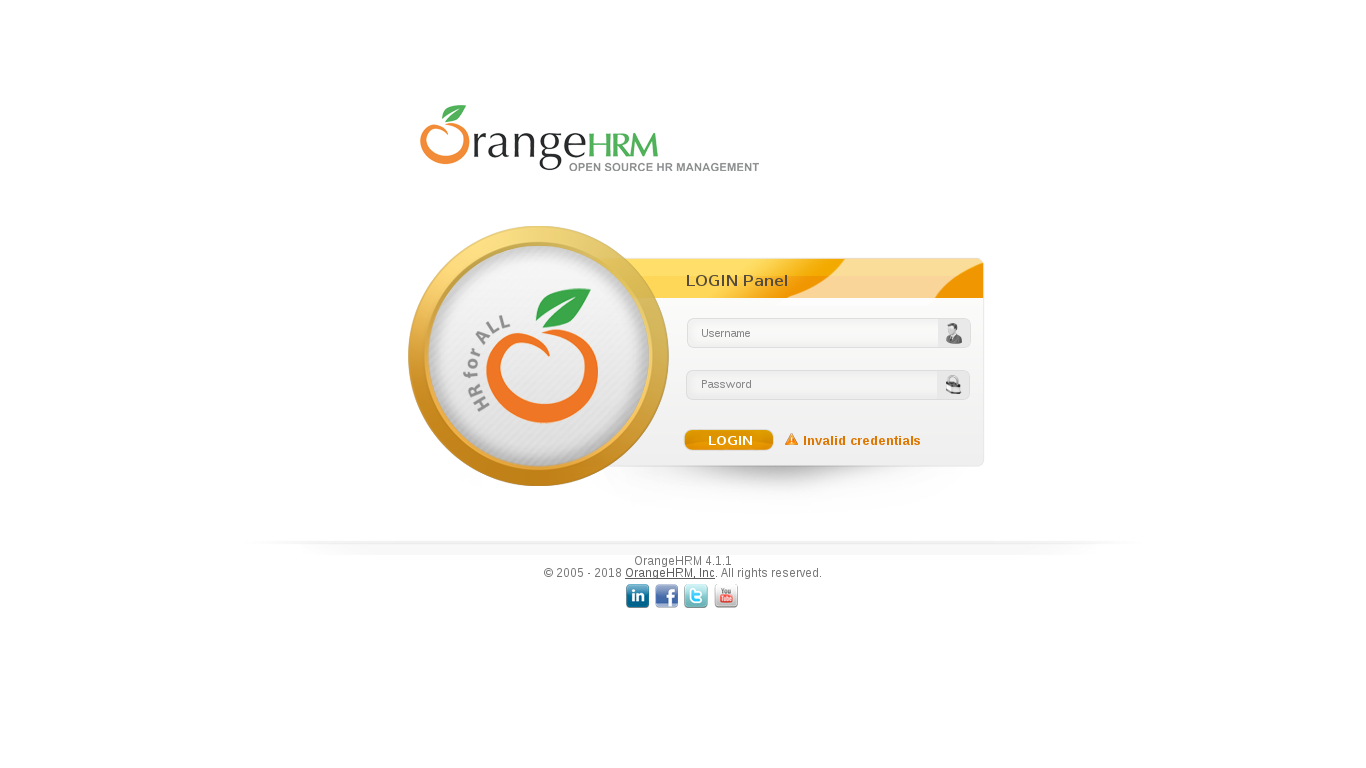 OrangeHRM
OPEN SOURCE HR MANAGEMENT
HR for ALL
LOGIN Panel
Username
Password
LOGIN
Invalid credentials
OrangeHRM 4.1.1
© 2005 - 2018 OrangeHRM, Inc. All rights reserved.
in f t You Tube